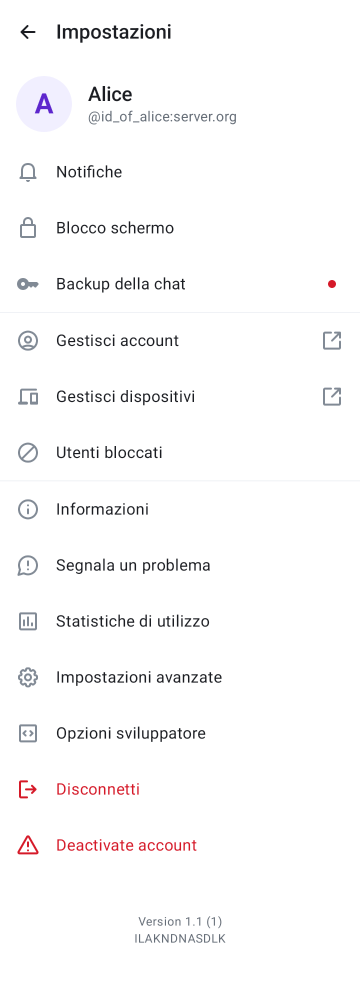 Impostazioni
A
Alice
@id_of_alice:server.org
Notifiche
Blocco schermo
Backup della chat
Gestisci account
Gestisci dispositivi
Utenti bloccati
Informazioni
Segnala un problema
Statistiche di utilizzo
Impostazioni avanzate
Opzioni sviluppatore
Disconnetti
Deactivate account
Version 1.1 (1)
ILAKNDNASDLK